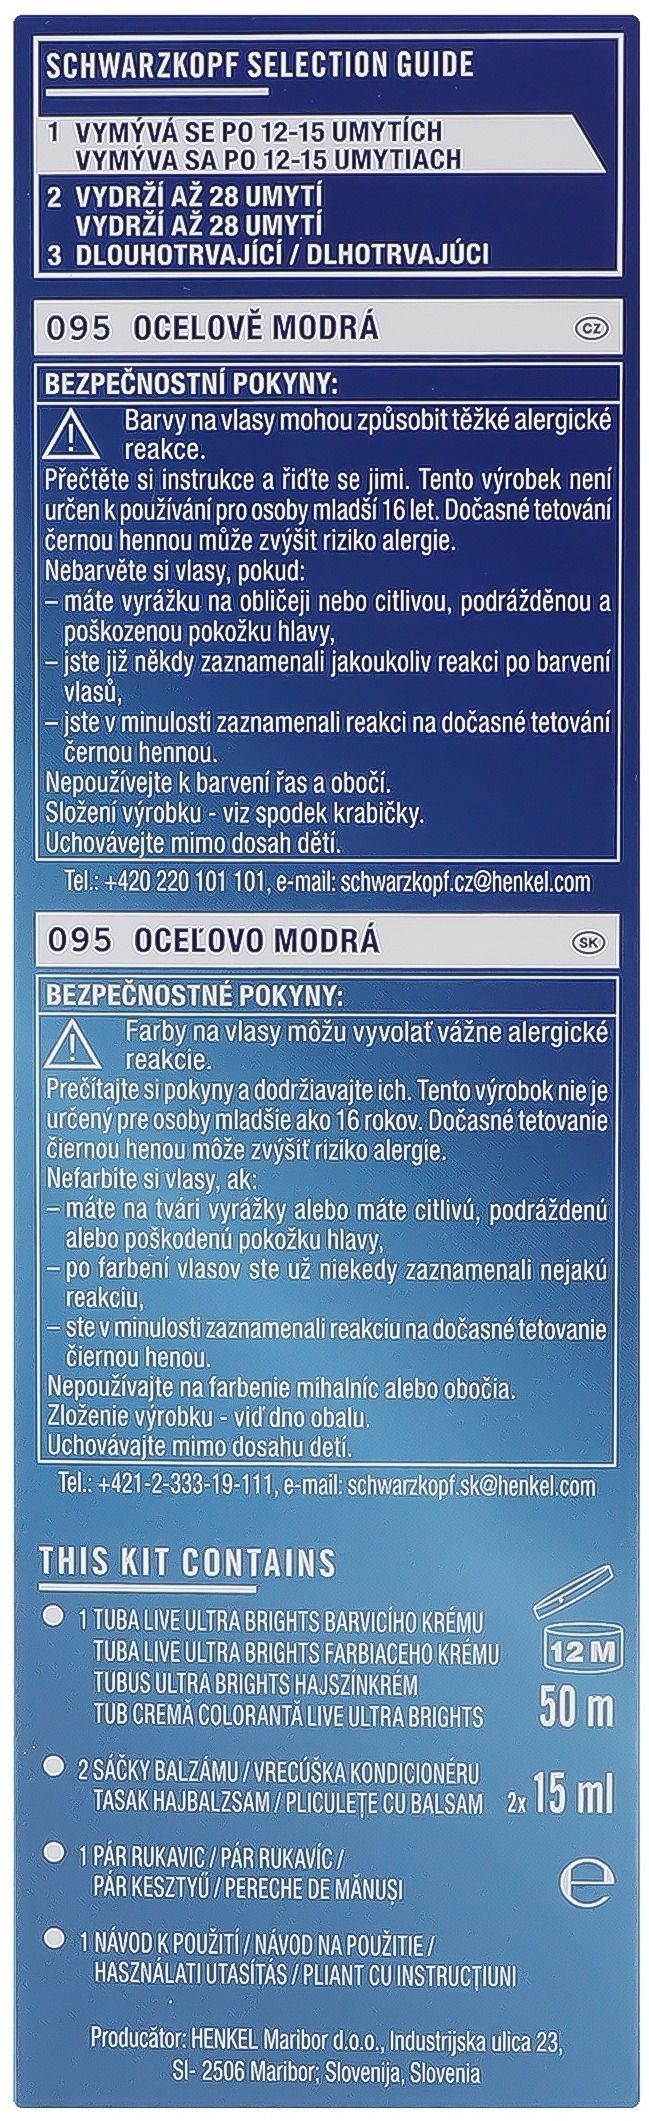 SCHWARZKOPF SELECTION GUIDE
1 VYMÝVÁ SE PO 12-15 UMYTÍCH
VYMÝVA SA PO 12-15 UMYTIACH
2 VYDRŽÍ AŽ 28 UMYTÍ
VYDRŽÍ AŽ 28 UMYTÍ
3 DLOUHOTRVAJÍCÍ / DLHOTRVAJÚCI
095 OCELOVĚ MODRÁ CZ
BEZPEČNOSTNÍ POKYNY:
Barvy na vlasy mohou způsobit těžké alergické
reakce.
Přečtěte si instrukce a řiďte se jimi. Tento výrobek není
určen k používání pro osoby mladší 16 let. Dočasné tetování
černou hennou může zvýšit riziko alergie.
Nebarvěte si vlasy, pokud:
– máte vyrážku na obličeji nebo citlivou, podrážděnou a
poškozenou pokožku hlavy,
– jste již někdy zaznamenali jakoukoliv reakci po barvení
vlasů,
– jste v minulosti zaznamenali reakci na dočasné tetování
černou hennou.
Nepoužívejte k barvení řas a obočí.
Složení výrobku - viz spodek krabičky.
Uchovávejte mimo dosah dětí.
Tel.: +420 220 101 101, e-mail: schwarzkopf.cz@henkel.com
095 OCEĽOVO MODRÁ SK
BEZPEČNOSTNÉ POKYNY:
Farby na vlasy môžu vyvolať vážne alergické
reakcie.
Prečítajte si pokyny a dodržiavajte ich. Tento výrobok nie je
určený pre osoby mladšie ako 16 rokov. Dočasné tetovanie
čiernou henou môže zvýšiť riziko alergie.
Nefarbite si vlasy, ak:
– máte na tvári vyrážky alebo máte citlivú, podráždenú
alebo poškodenú pokožku hlavy,
– po farbení vlasov ste už niekedy zaznamenali nejakú
reakciu,
– ste v minulosti zaznamenali reakciu na dočasné tetovanie
čiernou henou.
Nepoužívajte na farbenie mihalníc alebo obočia.
Zloženie výrobku - viď dno obalu.
Uchovávajte mimo dosahu detí.
Tel.: +421-2-333-19-111, e-mail: schwarzkopf.sk@henkel.com
THIS KIT CONTAINS
1 TUBA LIVE ULTRA BRIGHTS BARVICÍHO KRÉMU
TUBA LIVE ULTRA BRIGHTS FARBIACEHO KRÉMU
TUBUS ULTRA BRIGHTS HAJSZÍNKRÉM
TUB CREMĂ COLORANTĂ LIVE ULTRA BRIGHTS
12 M
50 m
2 SÁČKY BALZÁMU / VRECÚŠKA KONDICIONÉRU
TASAK HAJBALZSAM / PLICULEȚE CU BALSAM 2x 15 ml
1 PÁR RUKAVIC / PÁR RUKAVÍC /
PÁR KESZTYŰ / PERECHE DE MĂNUȘI
e
1 NÁVOD K POUŽITÍ / NÁVOD NA POUŽITIE /
HASZNÁLATI UTASÍTÁS / PLIANT CU INSTRUCȚIUNI
Producător: HENKEL Maribor d.o.o., Industrijska ulica 23,
SI- 2506 Maribor; Slovenija, Slovenia